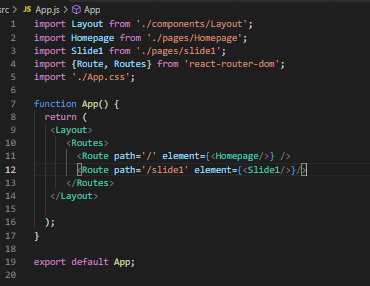 src > JS App.js > App
1 import Layout from './components/Layout';
2 import Homepage from './pages/Homepage';
3 import Slide1 from './pages/slide1';
4 import {Route, Routes} from 'react-router-dom';
5 import './App.css';
6
7 function App() {
8 return (
9 <Layout>
10 <Routes>
11 <Route path='/' element={<Homepage/>} />
12 <Route path='/slide1' element={<Slide1/>}/>
13 </Routes>
14 </Layout>
15
16 );
17 }
18
19 export default App;
20